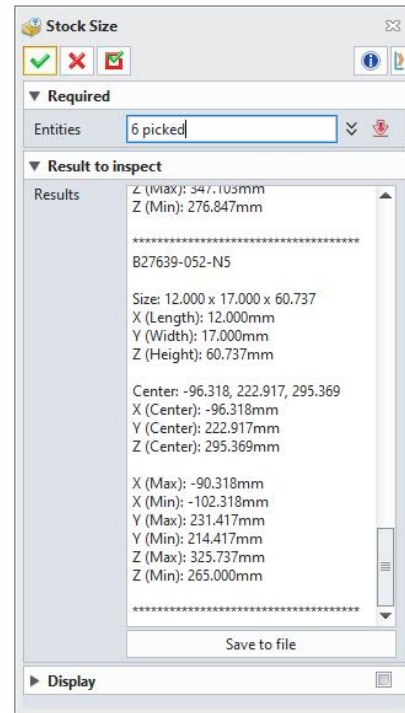 Stock Size
Required
Entities 6 picked
Result to inspect
Results
Z (Max): 347.103mm
Z (Min): 276.847mm
*************************************
B27639-052-N5
Size: 12.000 x 17.000 x 60.737
X (Length): 12.000mm
Y (Width): 17.000mm
Z (Height): 60.737mm
Center: -96.318, 222.917, 295.369
X (Center): -96.318mm
Y (Center): 222.917mm
Z (Center): 295.369mm
X (Max): -90.318mm
X (Min): -102.318mm
Y (Max): 231.417mm
Y (Min): 214.417mm
Z (Max): 325.737mm
Z (Min): 265.000mm
*************************************
Save to file
Display